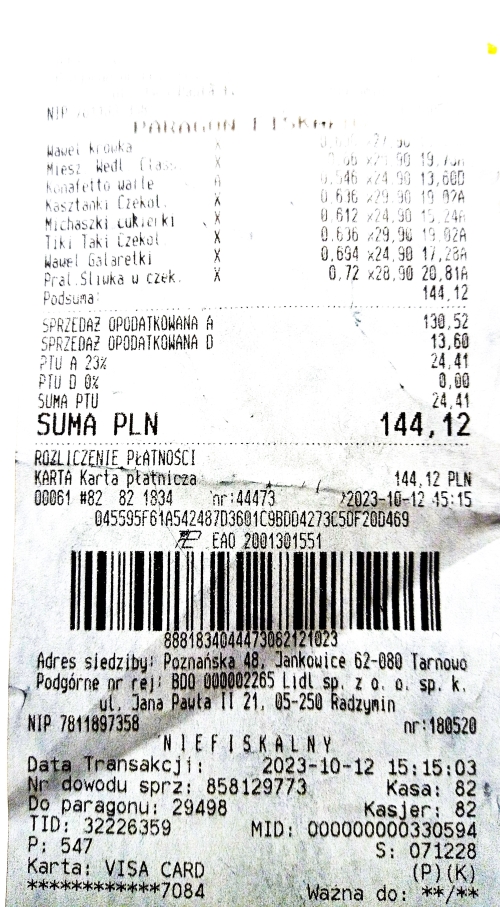 NIP
PARAGON FISKALNY
Wawel krówka X
Miesz. Wedl. Class. X x29,90 19,
Konafetto wafle 0,546 x24,90 13,60D
Kasztanki Czekol. X 0,636 x29,90 19,02A
Michaszki cukierki X 0,612 x24,90 15,24A
Tiki Taki Czekol X 0,636 x29,90 19,02A
Wawel Galaretki X 0,694 x24,90 17,28A
Pral.Śliwka w czek. X 0,72 x28,90 20,81A
Podsuma: 144,12
SPRZEDAŻ OPODATKOWANA A 130,52
SPRZEDAŻ OPODATKOWANA D 13,60
PTU A 23% 24,41
PTU D 0% 0,00
SUMA PTU 24,41
SUMA PLN 144,12
ROZLICZENIE PŁATNOŚCI
KARTA Karta płatnicza 144,12 PLN
00061 #82 82 1834 nr:44473 2023-10-12 15:15
045595F61A542487D3601C9BD04273C50F20D469
EAO 2001301551
8881834044473062121023
Adres siedziby: Poznańska 48, Jankowice 62-080 Tarnowo
Podgórne nr rej: BDO 000002265 Lidl sp. z o. o. sp. k.
ul. Jana Pawła II 21, 05-250 Radzymin
NIP 7811897358 nr:180520
NIEFISKALNY
Data Transakcji: 2023-10-12 15:15:03
Nr dowodu sprz: 858129773 Kasa: 82
Do paragonu: 29498 Kasjer: 82
TID: 32226359 MID: 000000000330594
P: 547 S: 071228
Karta: VISA CARD (P)(K)
************7084 Ważna do: **/**